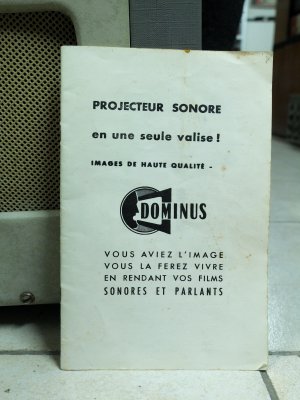 PROJECTEUR SONORE
en une seule valise !
IMAGES DE HAUTE QUALITÉ -
DOMINUS
VOUS AVIEZ L'IMAGE
VOUS LA FEREZ VIVRE
EN RENDANT VOS FILMS
SONORES ET PARLANTS